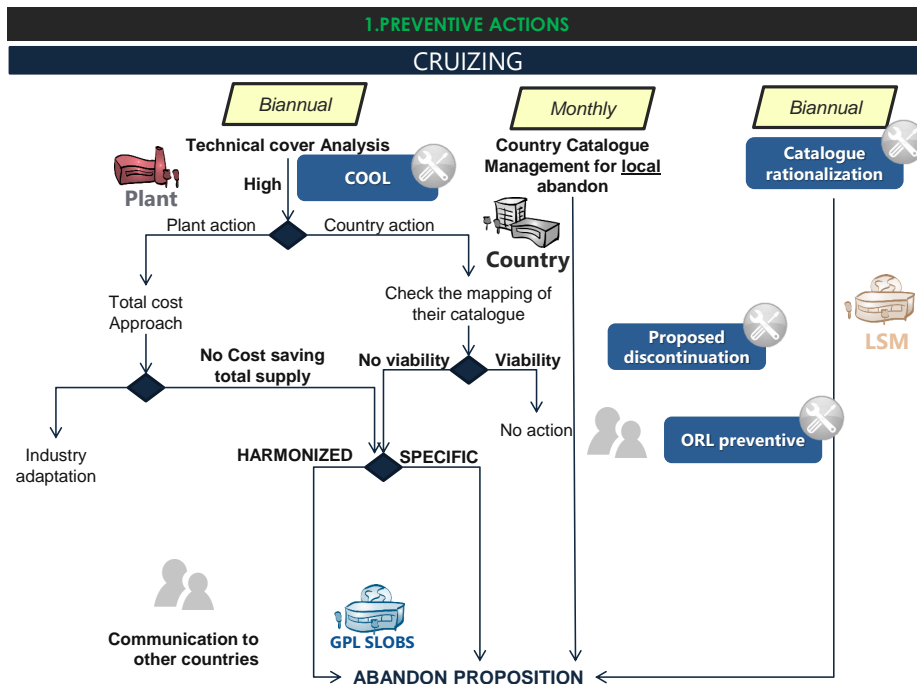 1.PREVENTIVE ACTIONS
CRUIZING
Biannual
Monthly
Biannual
Technical cover Analysis
High
COOL
Plant
Country Catalogue
Management for local
abandon
Catalogue
rationalization
Plant action
Country action
Country
Total cost
Approach
Check the mapping of
their catalogue
LSM
Proposed
discontinuation
No Cost saving
total supply
No viability
Viability
No action
ORL preventive
Industry
adaptation
HARMONIZED
SPECIFIC
GPL SLOBS
Communication to
other countries
ABANDON PROPOSITION